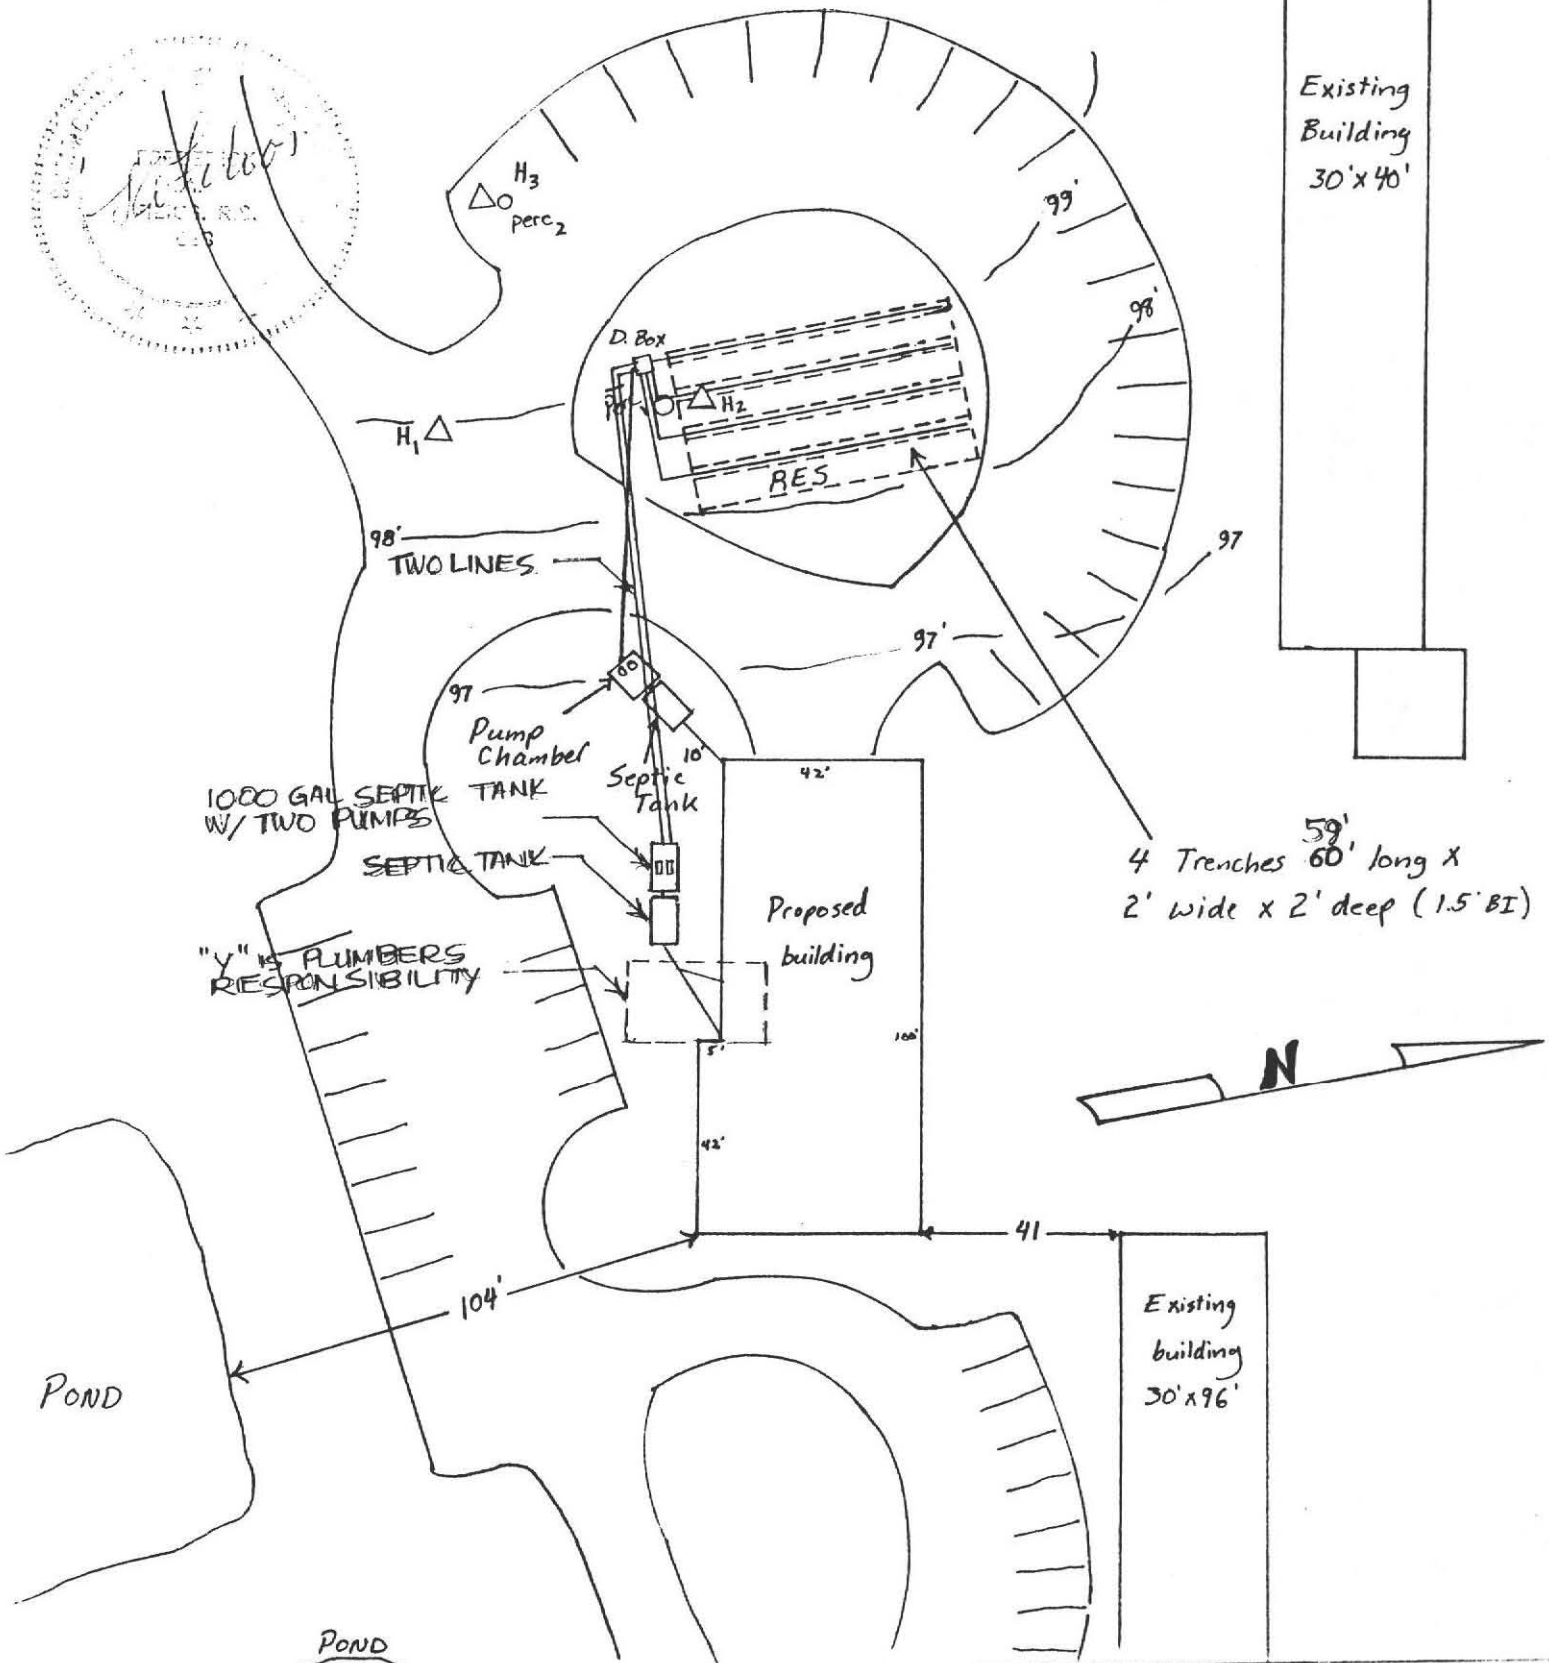 Existing
Building
30'x40'
H3
perc2
99'
98'
D. Box
H2
H1
RES
98'
TWO LINES
97
97'
97
Pump
Chamber
10'
42'
Septic
Tank
1000 GAL SEPTIC TANK
W/ TWO PUMPS
SEPTIC TANK
59'
4 Trenches 60' long x
2' wide x 2' deep (1.5' BI)
Proposed
building
"Y" IS PLUMBERS
RESPONSIBILITY
100'
5'
N
42'
41
104'
Existing
building
30'x96'
POND
POND